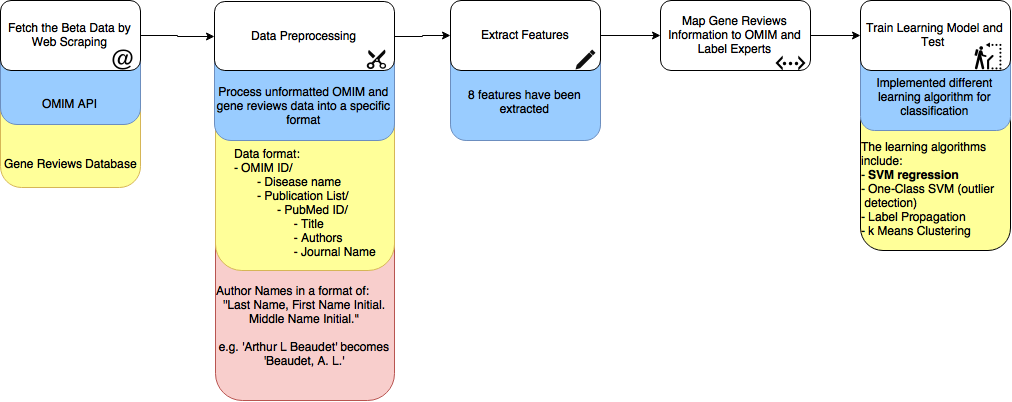 Fetch the Beta Data by
Web Scraping
@
OMIM API
Gene Reviews Database
Data Preprocessing
Process unformatted OMIM and
gene reviews data into a specific
format
Data format:
- OMIM ID/
- Disease name
- Publication List/
- PubMed ID/
- Title
- Authors
- Journal Name
Author Names in a format of:
"Last Name, First Name Initial.
Middle Name Initial."
e.g. 'Arthur L Beaudet' becomes
'Beaudet, A. L.'
Extract Features
8 features have been
extracted
Map Gene Reviews
Information to OMIM and
Label Experts
Train Learning Model and
Test
Implemented different
learning algorithm for
classification
The learning algorithms
include:
- SVM regression
- One-Class SVM (outlier
detection)
- Label Propagation
- k Means Clustering